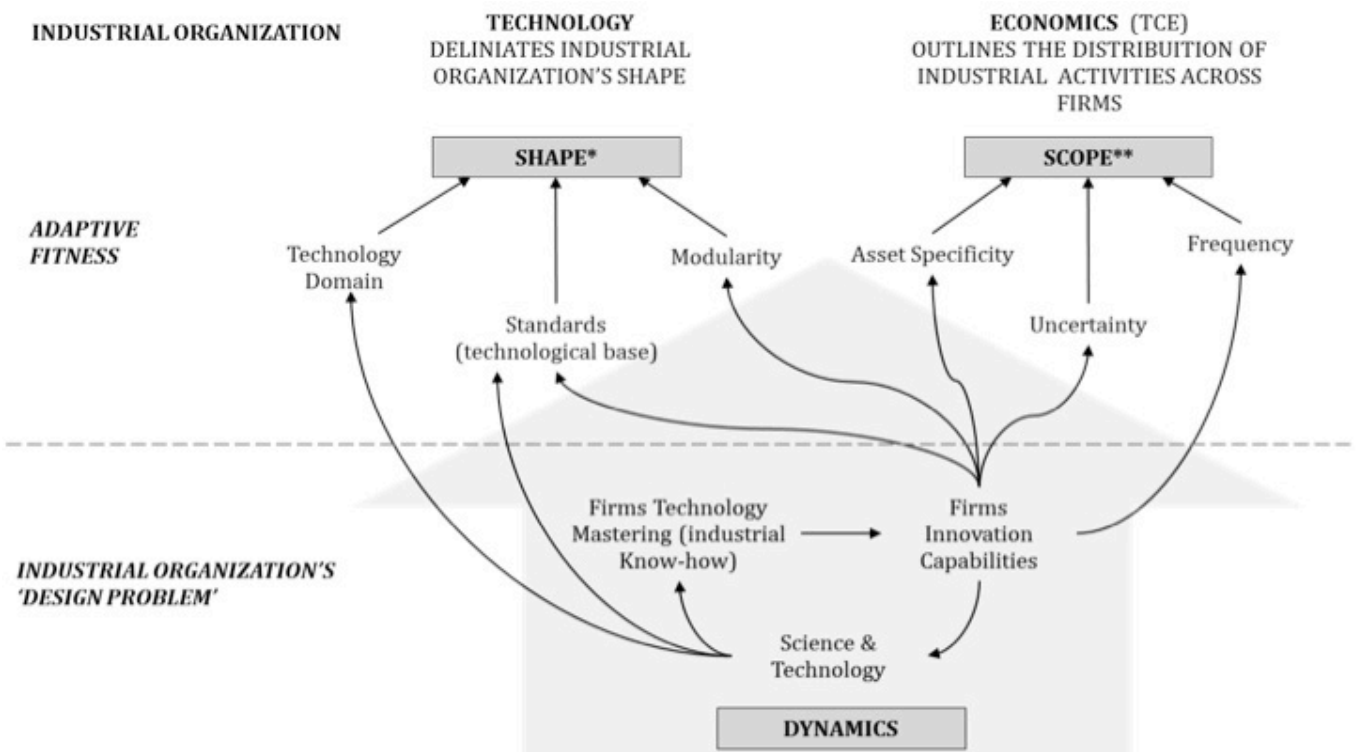 INDUSTRIAL ORGANIZATION
TECHNOLOGY
DELINIATES INDUSTRIAL
ORGANIZATION'S SHAPE
ECONOMICS (TCE)
OUTLINES THE DISTRIBUITION OF
INDUSTRIAL ACTIVITIES ACROSS
FIRMS
SHAPE*
SCOPE**
ADAPTIVE
FITNESS
Technology
Domain
Standards
(technological base)
Modularity
Asset Specificity
Uncertainty
Frequency
INDUSTRIAL ORGANIZATION'S
'DESIGN PROBLEM'
Firms Technology
Mastering (industrial
Know-how)
Firms
Innovation
Capabilities
Science &
Technology
DYNAMICS